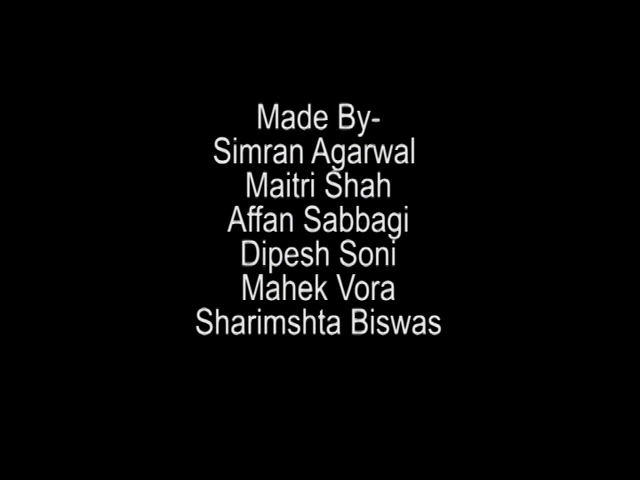 Made By-
Simran Agarwal
Maitri Shah
Affan Sabbagi
Dipesh Soni
Mahek Vora
Sharimshta Biswas